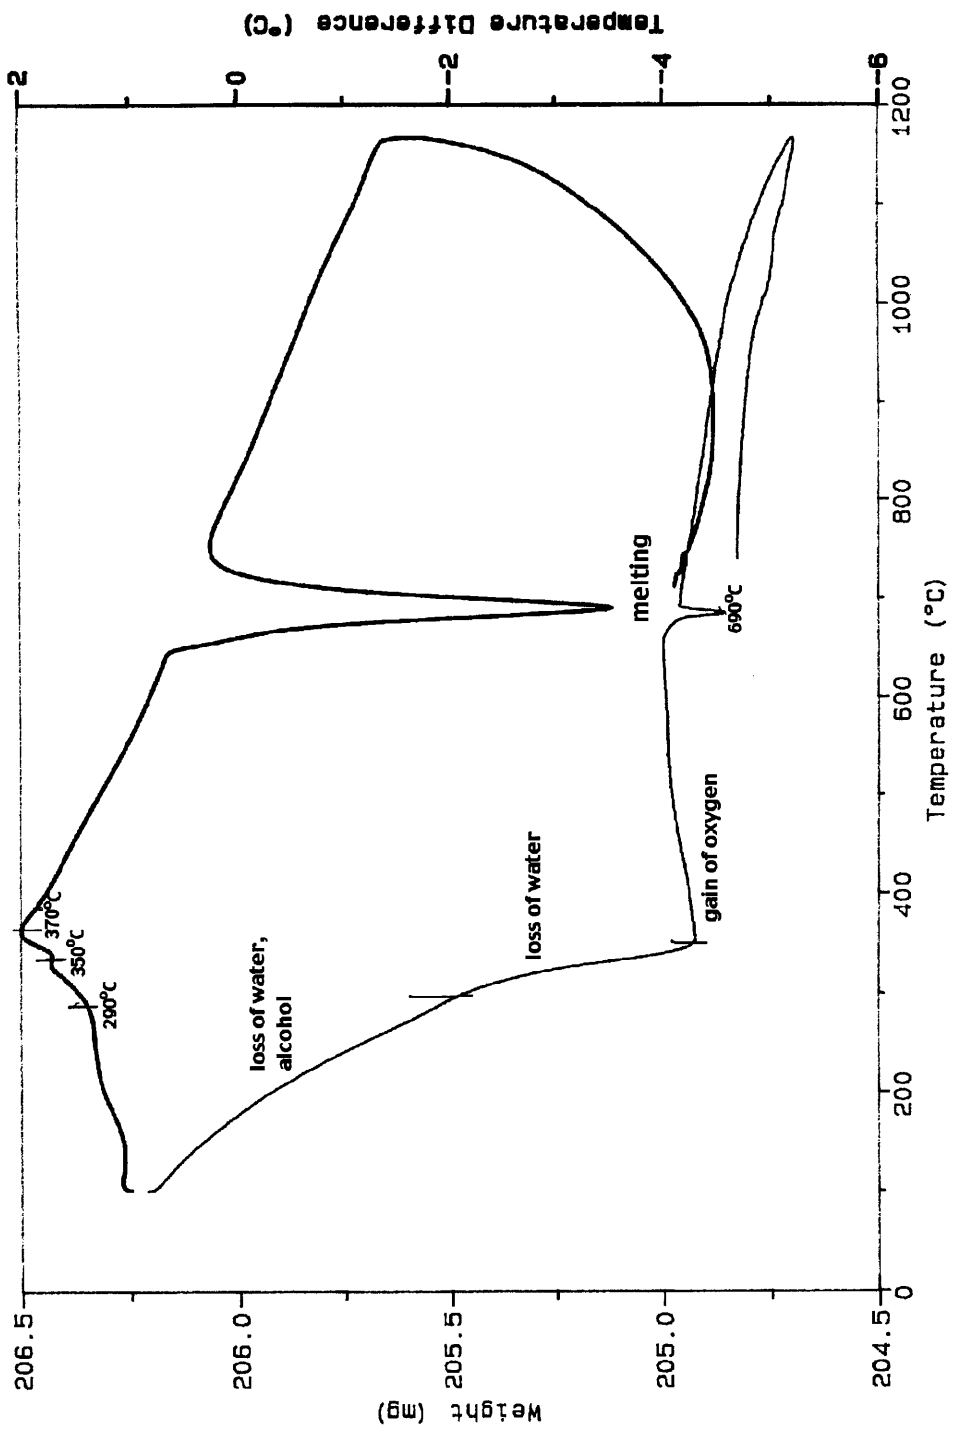 Weight (mg)
206.5
206.0
205.5
205.0
204.5
370°C
350°C
290°C
loss of water,
alcohol
loss of water
gain of oxygen
melting
690°C
0
200
400
600
800
1000
1200
Temperature (°C)
2
0
-2
-4
-6
Temperature Difference (°C)